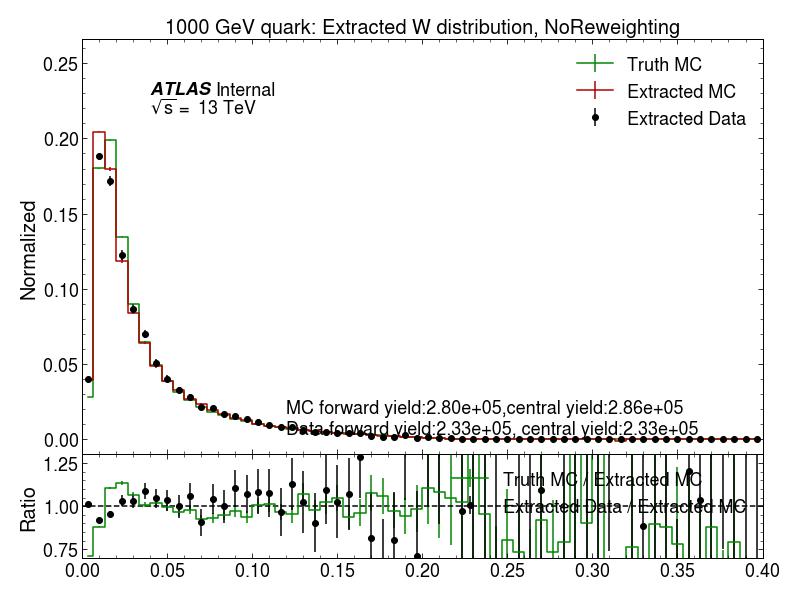 1000 GeV quark: Extracted W distribution, NoReweighting
0.25
0.20
0.15
0.10
0.05
0.00
Normalized
ATLAS Internal
√s = 13 TeV
Truth MC
Extracted MC
Extracted Data
MC forward yield:2.80e+05,central yield:2.86e+05
Data forward yield:2.33e+05, central yield:2.33e+05
1.25
1.00
0.75
Ratio
Truth MC / Extracted MC
Extracted Data / Extracted MC
0.00 0.05 0.10 0.15 0.20 0.25 0.30 0.35 0.40